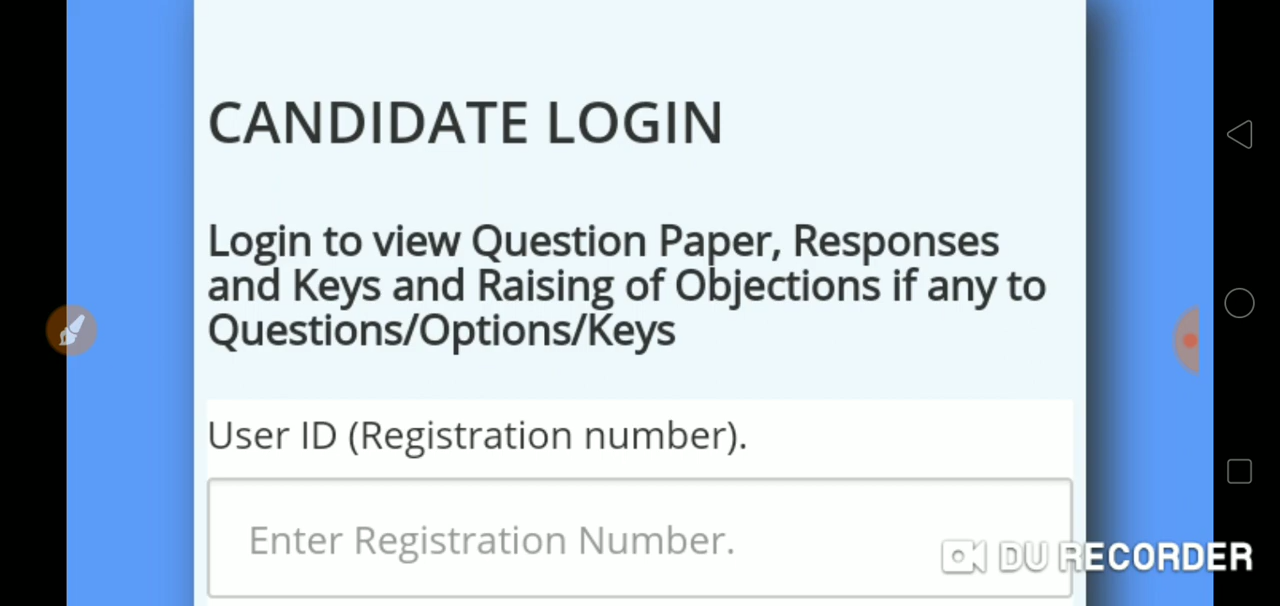 CANDIDATE LOGIN
Login to view Question Paper, Responses
and Keys and Raising of Objections if any to
Questions/Options/Keys
User ID (Registration number).
Enter Registration Number.
DU RECORDER